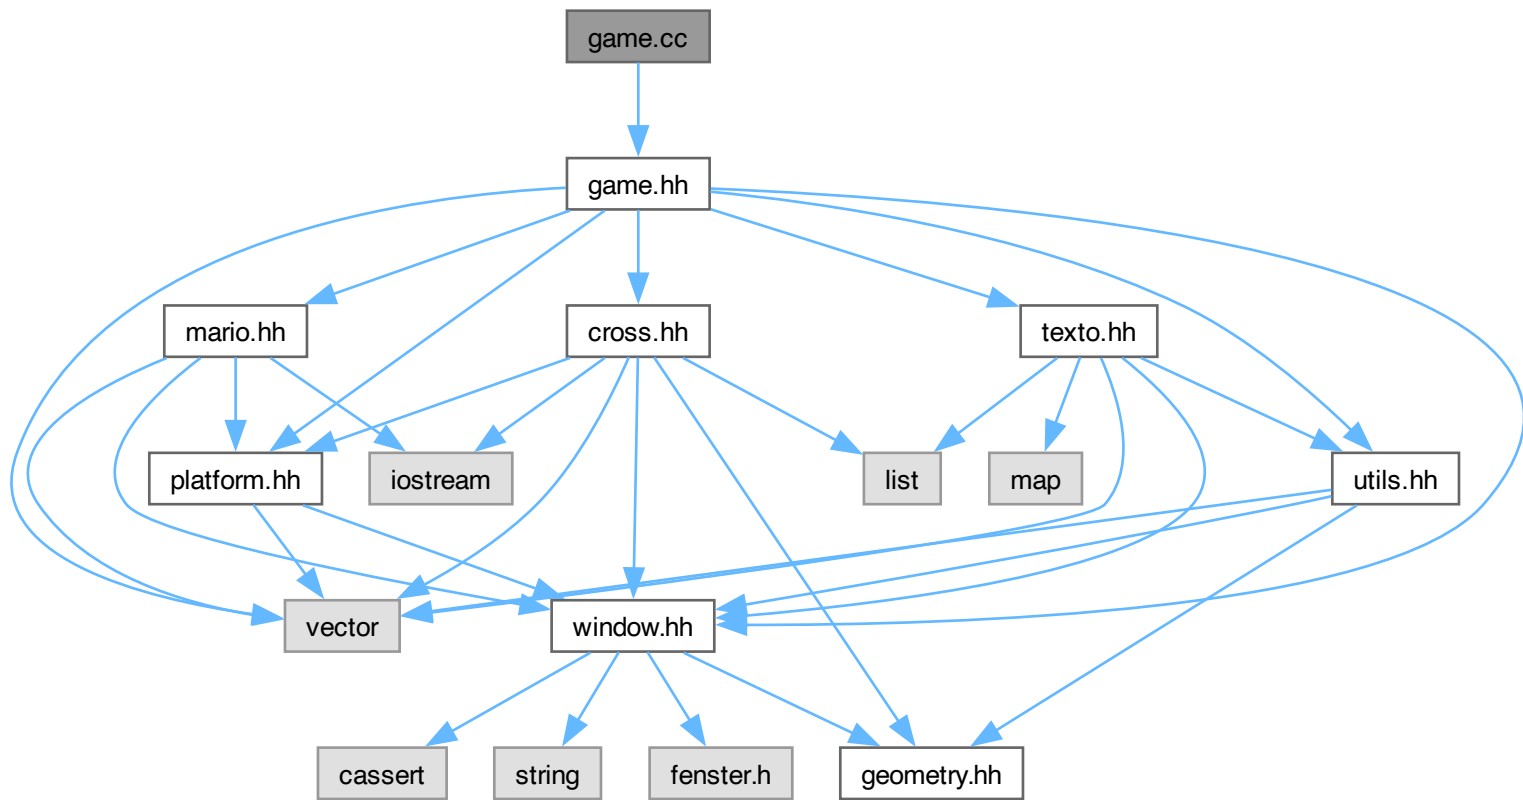 game.cc
game.hh
mario.hh
cross.hh
texto.hh
platform.hh
iostream
list
map
utils.hh
vector
window.hh
cassert
string
fenster.h
geometry.hh